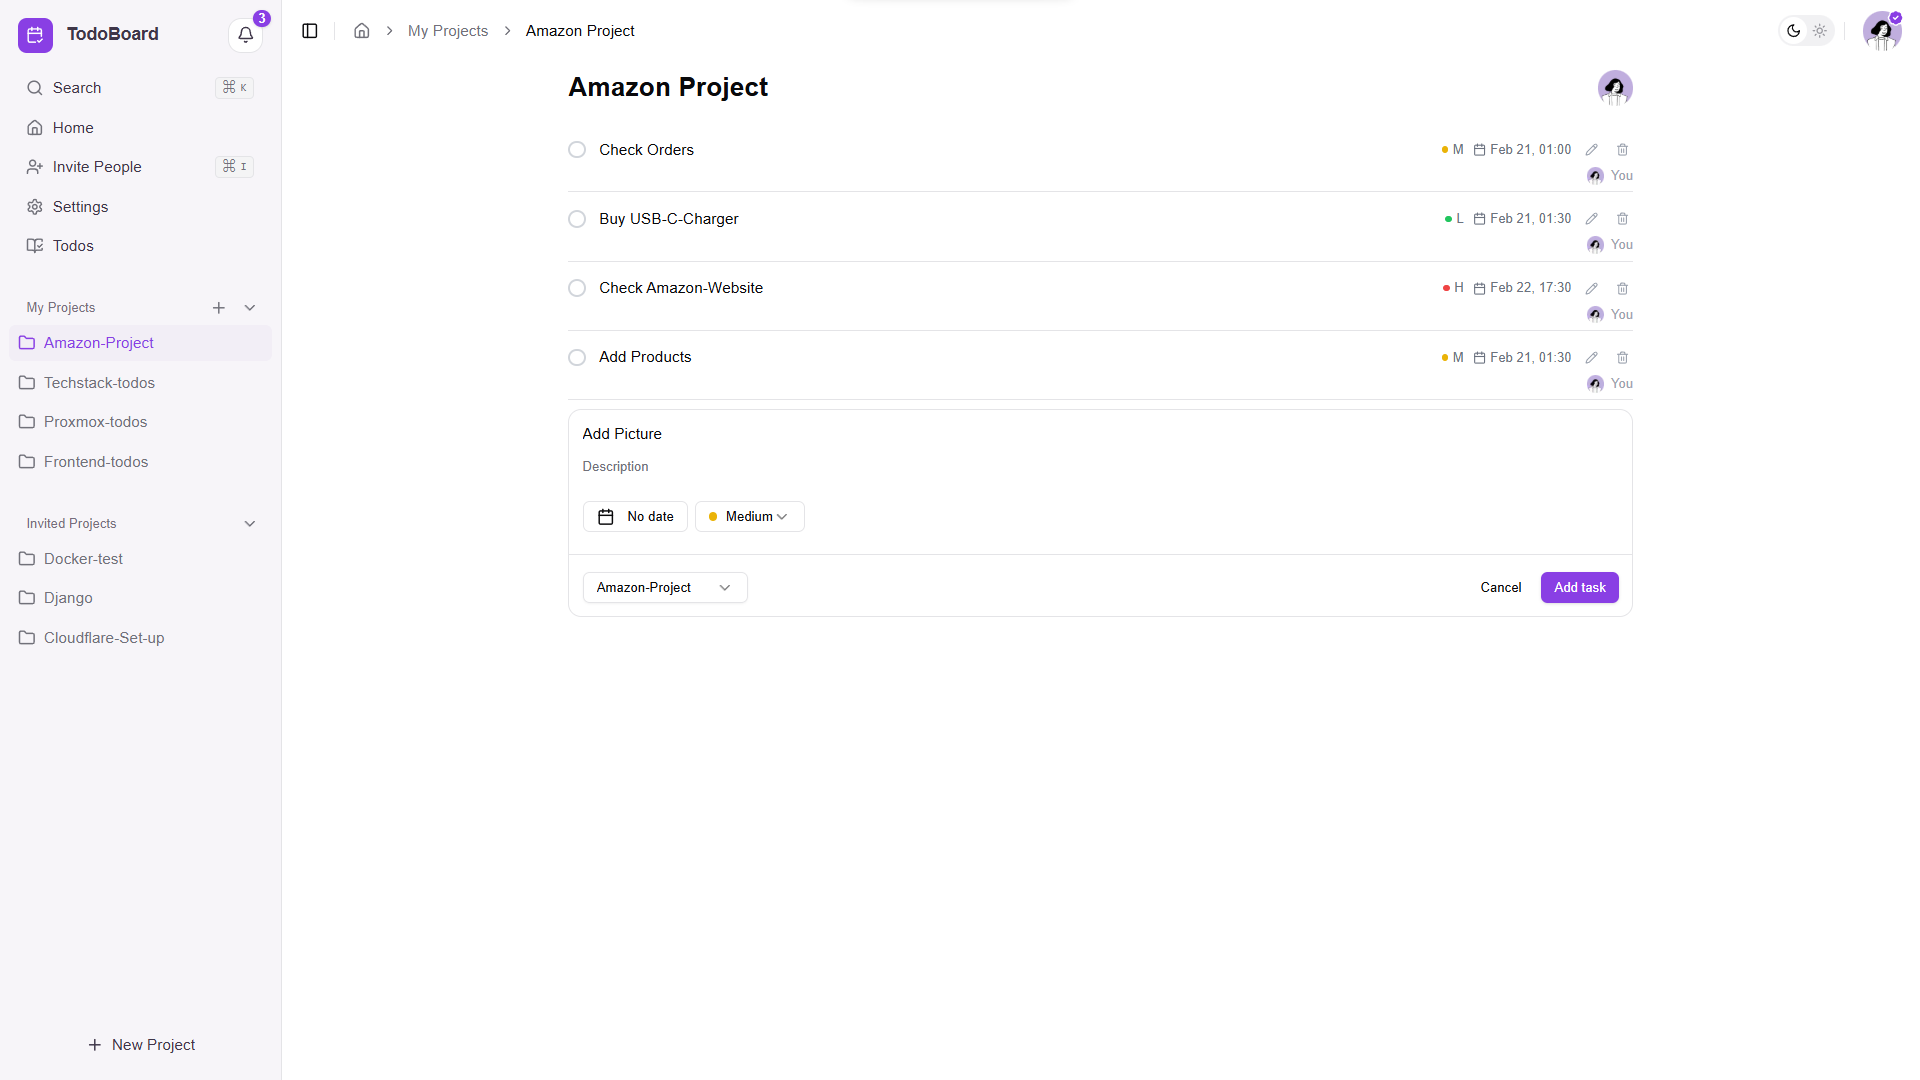 TodoBoard
3
Search ⌘ K
Home
Invite People ⌘ I
Settings
Todos
My Projects
Amazon-Project
Techstack-todos
Proxmox-todos
Frontend-todos
Invited Projects
Docker-test
Django
Cloudflare-Set-up
New Project
My Projects
Amazon Project
Amazon Project
Check Orders M Feb 21, 01:00
You
Buy USB-C-Charger L Feb 21, 01:30
You
Check Amazon-Website H Feb 22, 17:30
You
Add Products M Feb 21, 01:30
You
Add Picture
Description
No date Medium
Amazon-Project Cancel Add task